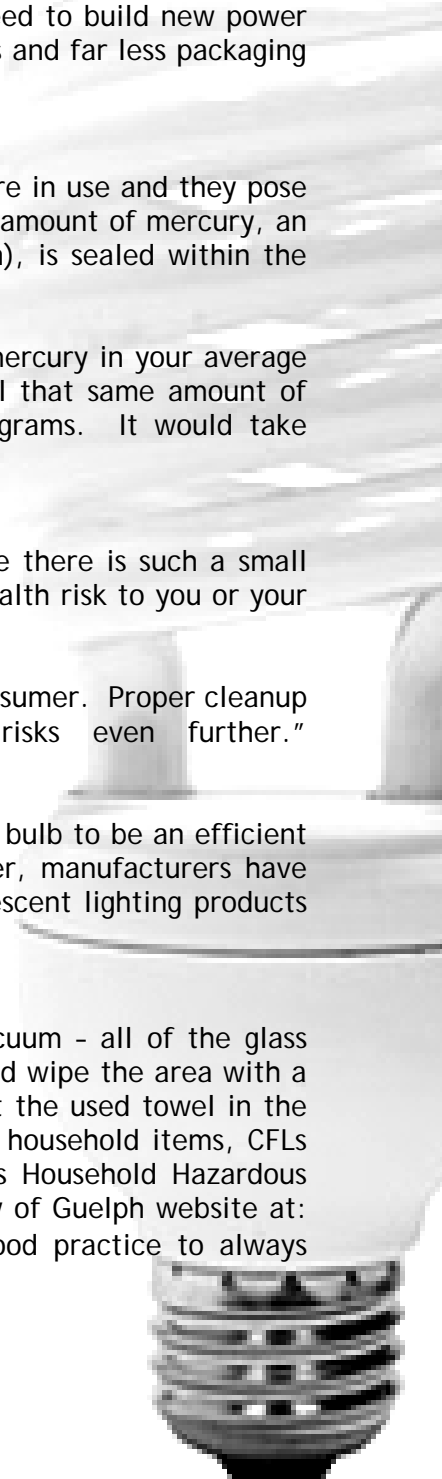 ed to build new power
s and far less packaging
re in use and they pose
amount of mercury, an
), is sealed within the
mercury in your average
l that same amount of
grams. It would take
e there is such a small
alth risk to you or your
sumer. Proper cleanup
risks even further."
bulb to be an efficient
er, manufacturers have
escent lighting products
cuum – all of the glass
d wipe the area with a
t the used towel in the
household items, CFLs
s Household Hazardous
y of Guelph website at:
ood practice to always